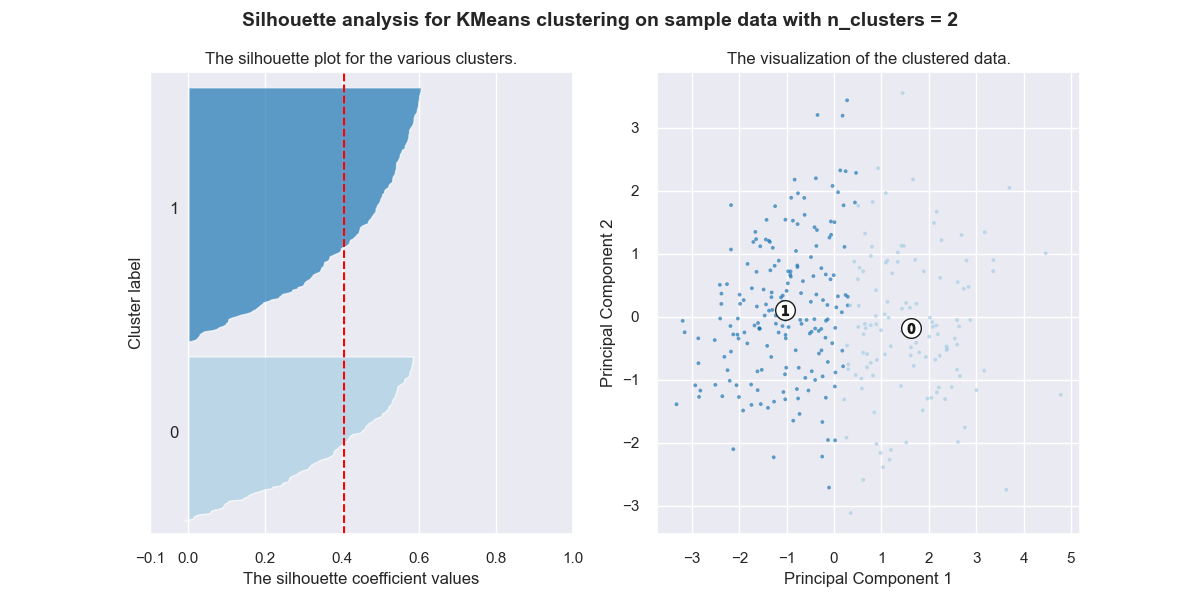 Silhouette analysis for KMeans clustering on sample data with n_clusters = 2
The silhouette plot for the various clusters.
Cluster label
1
0
-0.1 0.0 0.2 0.4 0.6 0.8 1.0
The silhouette coefficient values
The visualization of the clustered data.
Principal Component 2
3
2
1
0
−1
−2
−3
1
0
−3 −2 −1 0 1 2 3 4 5
Principal Component 1